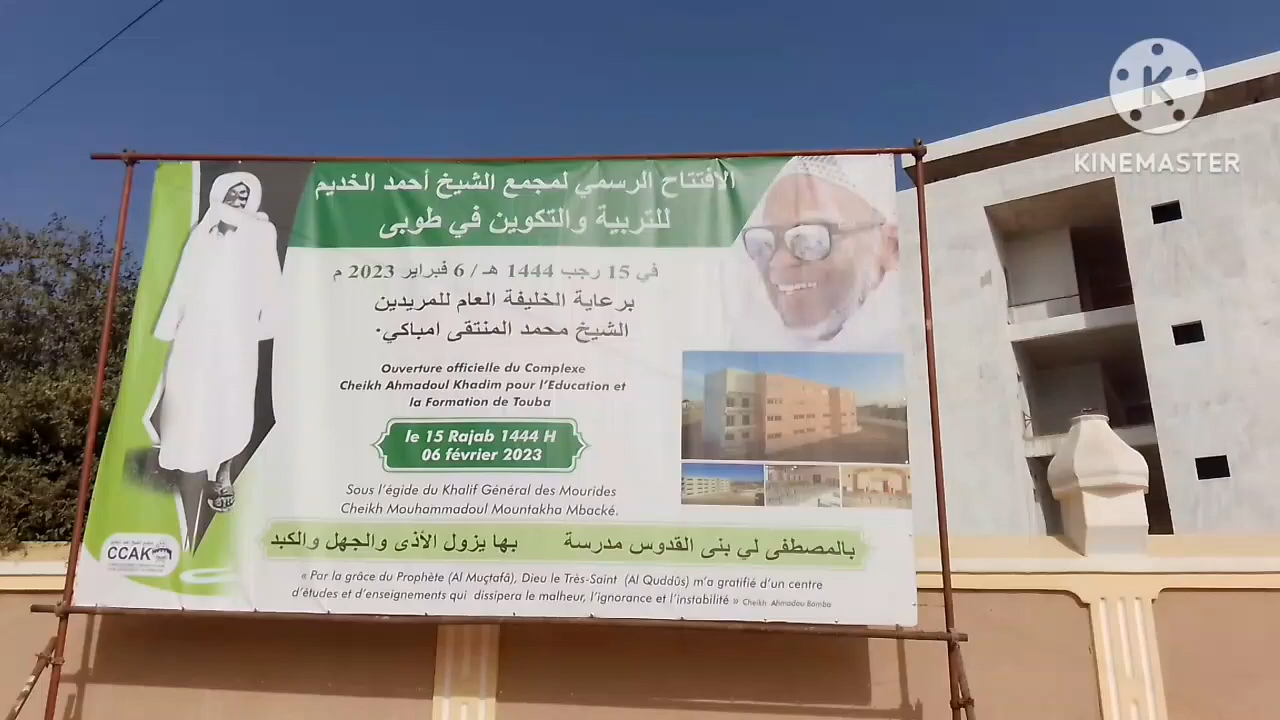 KINEMASTER
الافتتاح الرسمي لمجمع الشيخ أحمد الخديم
للتربية والتكوين في طوبى
في 15 رجب 1444 هـ / 6 فبراير 2023 م
برعاية الخليفة العام للمريدين
الشيخ محمد المنتقى امباكي.
Ouverture officielle du Complexe
Cheikh Ahmadoul Khadim pour l’Education et
la Formation de Touba
le 15 Rajab 1444 H
06 février 2023
Sous l’égide du Khalif Général des Mourides
Cheikh Mouhammadoul Mountakha Mbacké.
بالمصطفى لي بنى القدوس مدرسة بها يزول الأذى والجهل والكبد
« Par la grâce du Prophète (Al Muçtafâ), Dieu le Très-Saint (Al Quddûs) m’a gratifié d’un centre
d’études et d’enseignements qui dissipera le malheur, l’ignorance et l’instabilité » Cheikh Ahmadou Bamba
CCAK